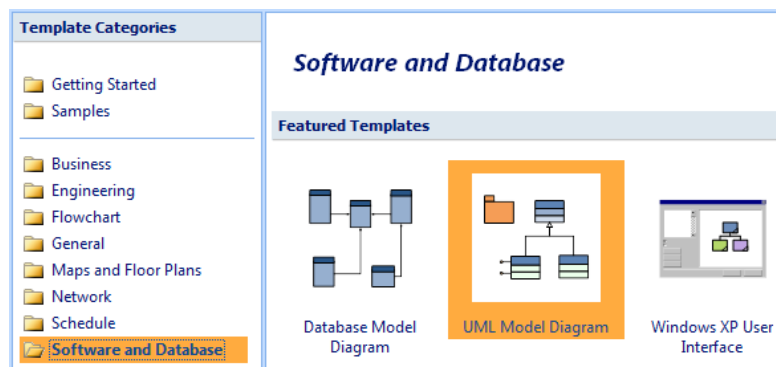 Template Categories
Getting Started
Samples
Business
Engineering
Flowchart
General
Maps and Floor Plans
Network
Schedule
Software and Database
Software and Database
Featured Templates
Database Model
Diagram
UML Model Diagram
Windows XP User
Interface